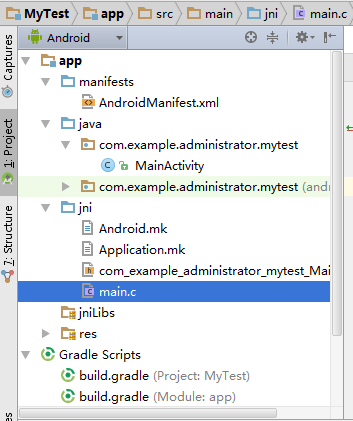 MyTest app src main jni main.c
Captures
1: Project
7: Structure
Android
app
manifests
AndroidManifest.xml
java
com.example.administrator.mytest
MainActivity
com.example.administrator.mytest (andr
jni
Android.mk
Application.mk
com_example_administrator_mytest_Mai
main.c
jniLibs
res
Gradle Scripts
build.gradle (Project: MyTest)
build.gradle (Module: app)